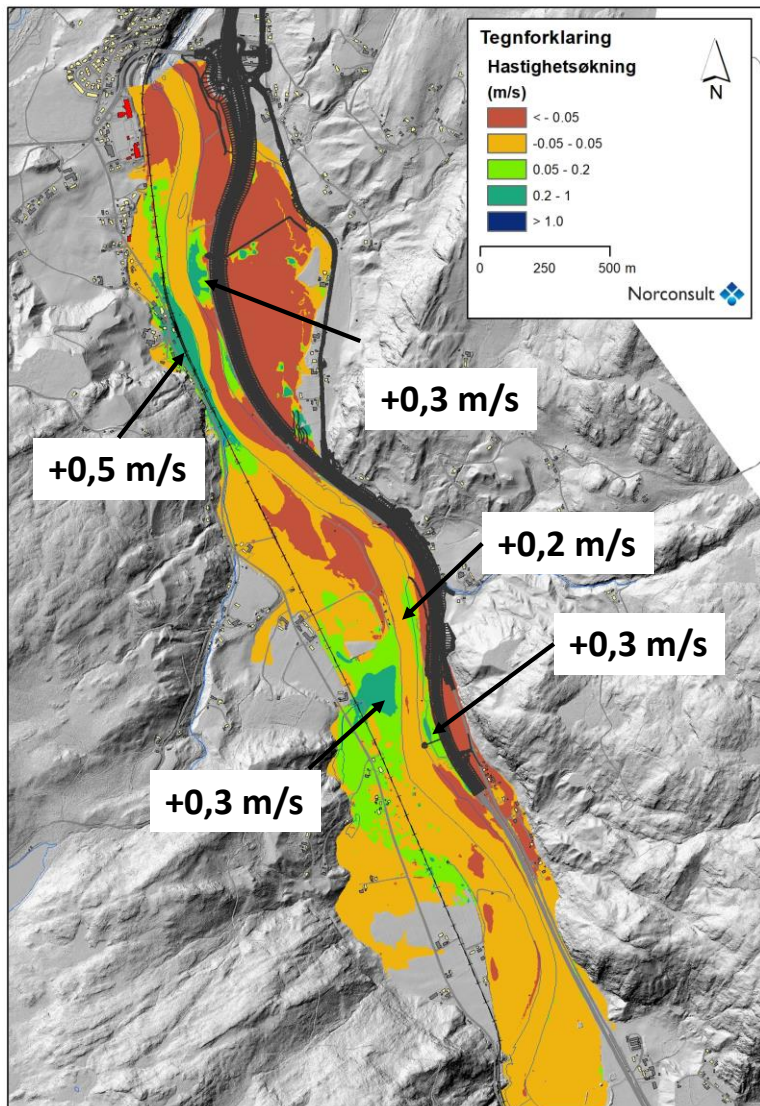 Tegnforklaring
Hastighetsøkning
(m/s)
< - 0.05
-0.05 - 0.05
0.05 - 0.2
0.2 - 1
> 1.0
N
0 250 500 m
Norconsult
+0,3 m/s
+0,5 m/s
+0,2 m/s
+0,3 m/s
+0,3 m/s